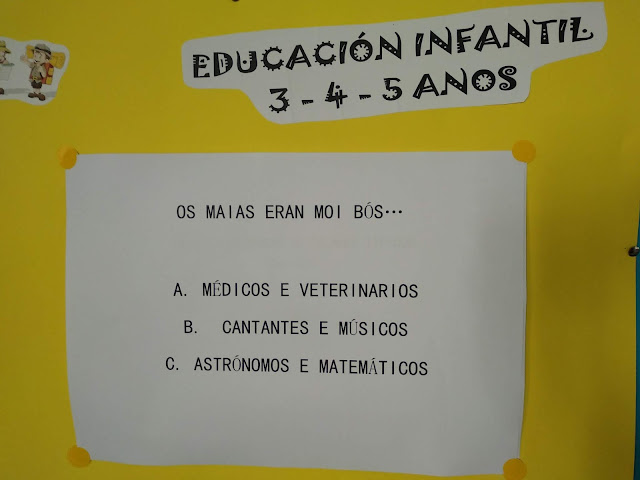 EDUCACIÓN INFANTIL
3 - 4 - 5 ANOS
OS MAIAS ERAN MOI BÓS…
A. MÉDICOS E VETERINARIOS
B. CANTANTES E MÚSICOS
C. ASTRÓNOMOS E MATEMÁTICOS